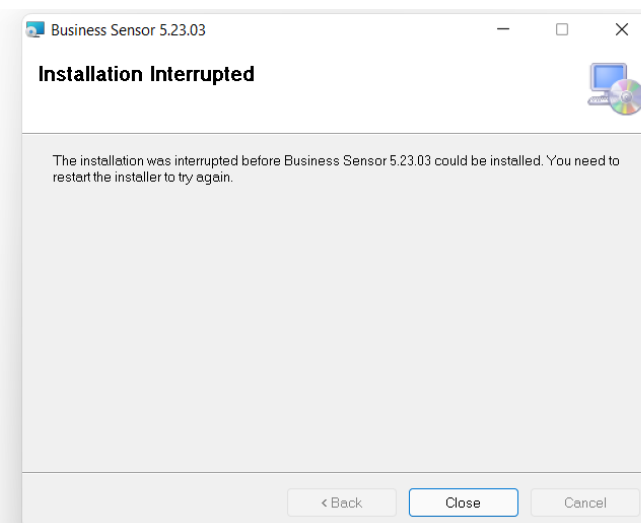 Business Sensor 5.23.03
Installation Interrupted
The installation was interrupted before Business Sensor 5.23.03 could be installed. You need to
restart the installer to try again.
< Back
Close
Cancel